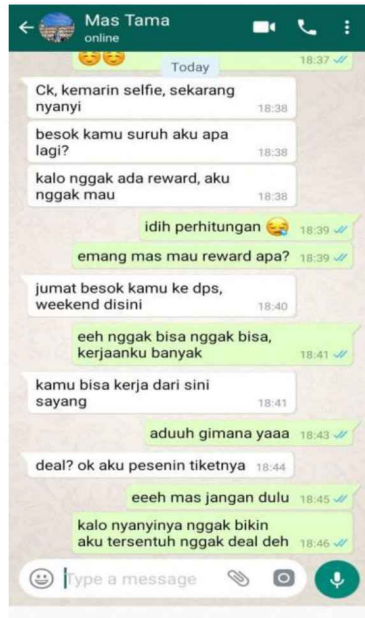 Mas Tama
online
18:37
Today
Ck, kemarin selfie, sekarang
nyanyi
18:38
besok kamu suruh aku apa
lagi?
18:38
kalo nggak ada reward, aku
nggak mau
18:38
idih perhitungan 😪 18:39
emang mas mau reward apa? 18:39
jumat besok kamu ke dps,
weekend disini
18:40
eeh nggak bisa nggak bisa,
kerjaanku banyak
18:41
kamu bisa kerja dari sini
sayang
18:41
aduuh gimana yaaa 18:43
deal? ok aku pesenin tiketnya 18:44
eeeh mas jangan dulu 18:45
kalo nyanyinya nggak bikin
aku tersentuh nggak deal deh 18:46
Type a message